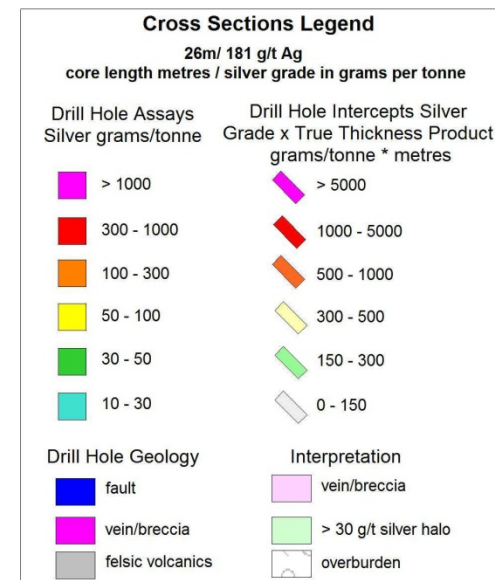 Cross Sections Legend
26m/ 181 g/t Ag
core length metres / silver grade in grams per tonne
Drill Hole Assays
Silver grams/tonne
> 1000
300 - 1000
100 - 300
50 - 100
30 - 50
10 - 30
Drill Hole Intercepts Silver
Grade x True Thickness Product
grams/tonne * metres
> 5000
1000 - 5000
500 - 1000
300 - 500
150 - 300
0 - 150
Drill Hole Geology
fault
vein/breccia
felsic volcanics
Interpretation
vein/breccia
> 30 g/t silver halo
overburden